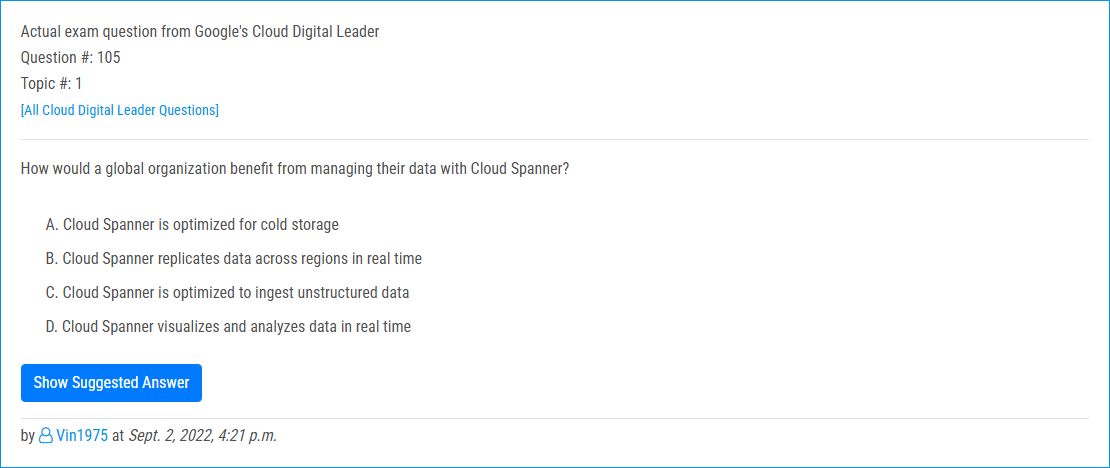 Actual exam question from Google's Cloud Digital Leader
Question #: 105
Topic #: 1
[All Cloud Digital Leader Questions]
How would a global organization benefit from managing their data with Cloud Spanner?
A. Cloud Spanner is optimized for cold storage
B. Cloud Spanner replicates data across regions in real time
C. Cloud Spanner is optimized to ingest unstructured data
D. Cloud Spanner visualizes and analyzes data in real time
Show Suggested Answer
by Vin1975 at Sept. 2, 2022, 4:21 p.m.